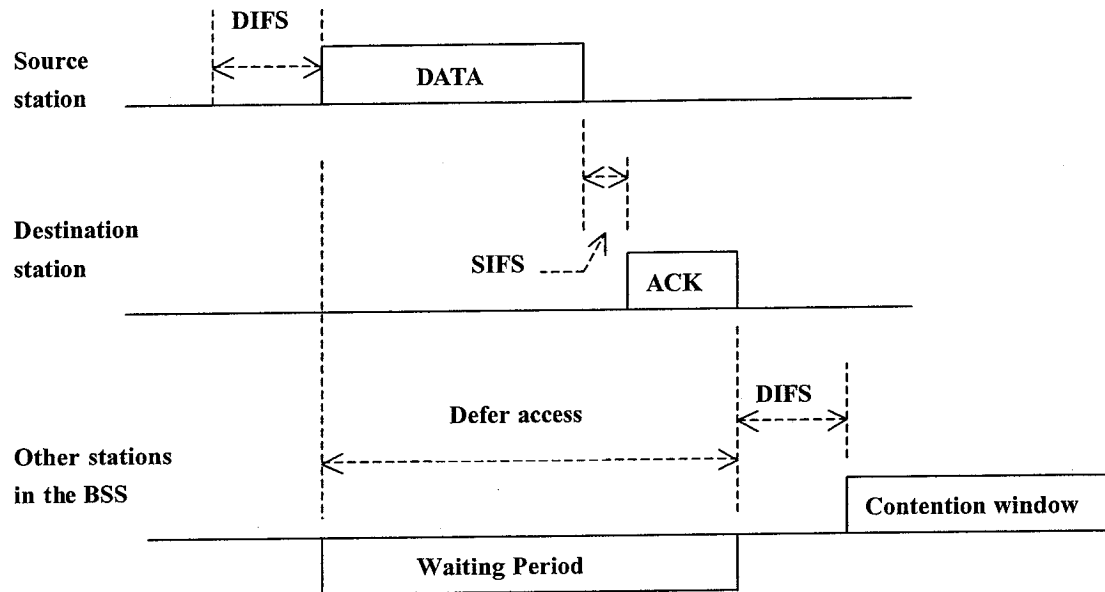 DIFS
Source
station
DATA
Destination
station
SIFS
ACK
DIFS
Defer access
Other stations
in the BSS
Contention window
Waiting Period